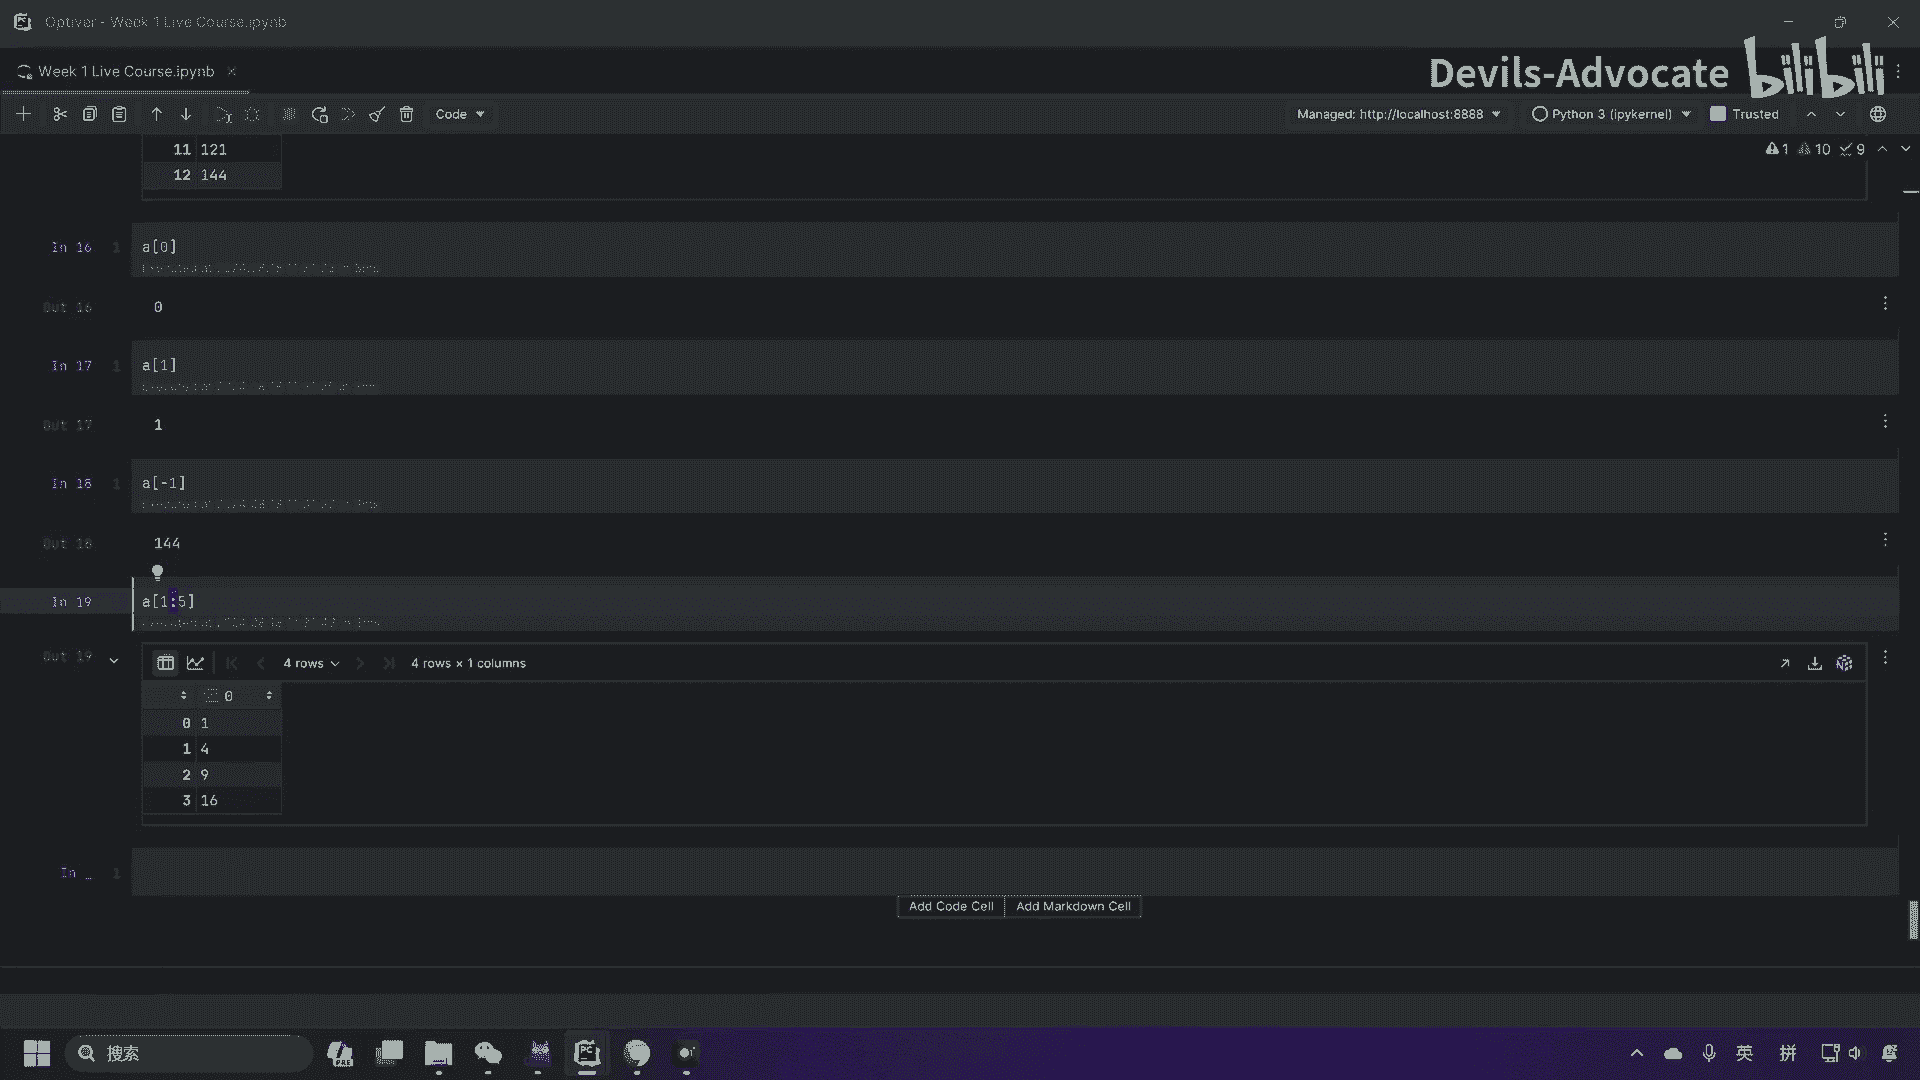 Optiver - Week 1 Live Course.ipynb
Week 1 Live Course.ipynb
Devils-Advocate bilibili
Code
Managed: http://localhost:8888
Python 3 (ipykernel)
Trusted
11 121
1 10 9
12 144
In 16 1 a[0]
Out 16 0
In 17 1 a[1]
Out 17 1
In 18 1 a[-1]
Out 18 144
In 19 a[1:5]
Out 19 4 rows 4 rows × 1 columns
0
0 1
1 4
2 9
3 16
In _ 1
Add Code Cell Add Markdown Cell
搜索
PRE
PC
英
拼